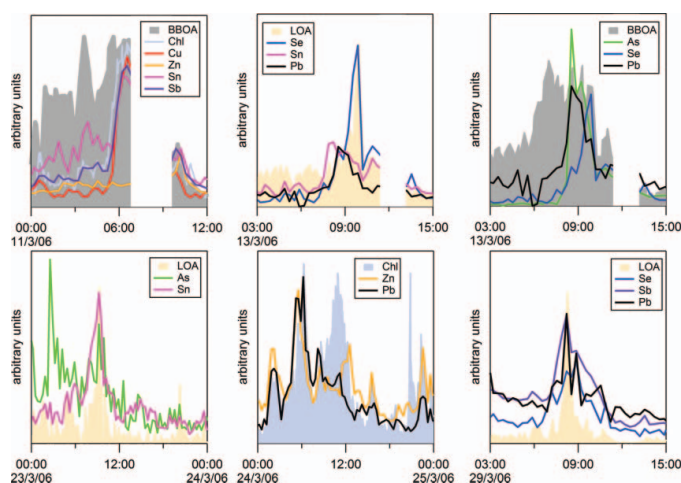 arbitrary units
BBOA
Chl
Cu
Zn
Sn
Sb
00:00 06:00 12:00
11/3/06
arbitrary units
LOA
Se
Sn
Pb
09:00 15:00
13/3/06
arbitrary units
BBOA
As
Se
Pb
03:00 09:00 15:00
13/3/06
arbitrary units
LOA
As
Sn
00:00 12:00 00:00
23/3/06 24/3/06
arbitrary units
Chl
Zn
Pb
00:00 12:00 00:00
24/3/06 25/3/06
arbitrary units
LOA
Se
Sb
Pb
03:00 09:00 15:00
29/3/06